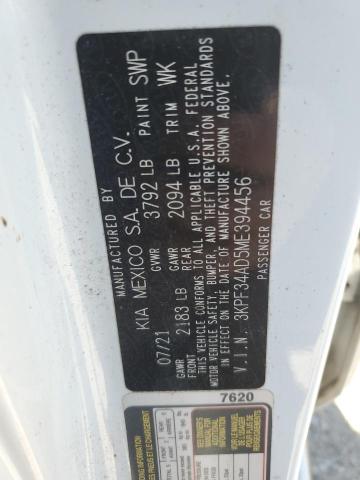 MANUFACTURED BY
KIA MEXICO S.A. DE C.V.
07/21 GVWR 3792 LB PAINT SWP
GAWR FRONT 2183 LB GAWR REAR 2094 LB TRIM WK
THIS VEHICLE CONFORMS TO ALL APPLICABLE U.S.A. FEDERAL
MOTOR VEHICLE SAFETY, BUMPER, AND THEFT PREVENTION STANDARDS
IN EFFECT ON THE DATE OF MANUFACTURE SHOWN ABOVE.
V.I.N. 3KPF34AD5ME394456
PASSENGER CAR
7620